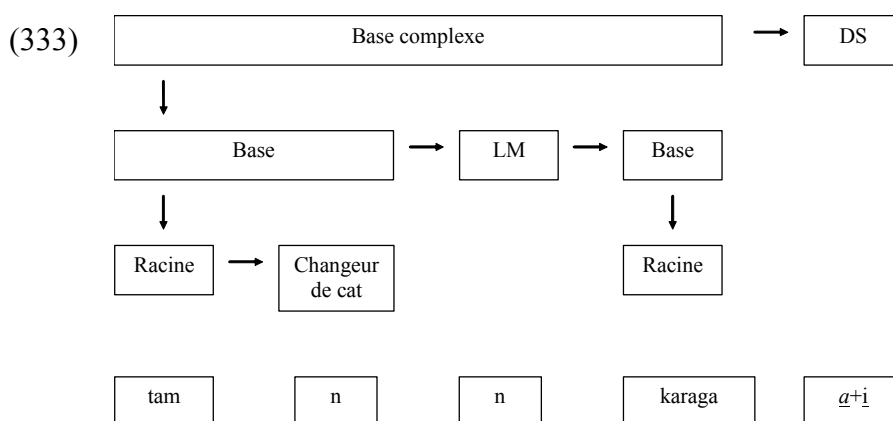 (333)
Base complexe
DS
Base
LM
Base
Racine
Changeur
de cat
Racine
tam
n
n
karaga
a+i